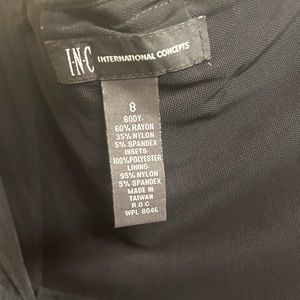 I·N·C INTERNATIONAL CONCEPTS
8
BODY:
60% RAYON
35% NYLON
5% SPANDEX
INSETS:
100% POLYESTER
LINING:
95% NYLON
5% SPANDEX
MADE IN
TAIWAN
R.O.C.
WPL 8046